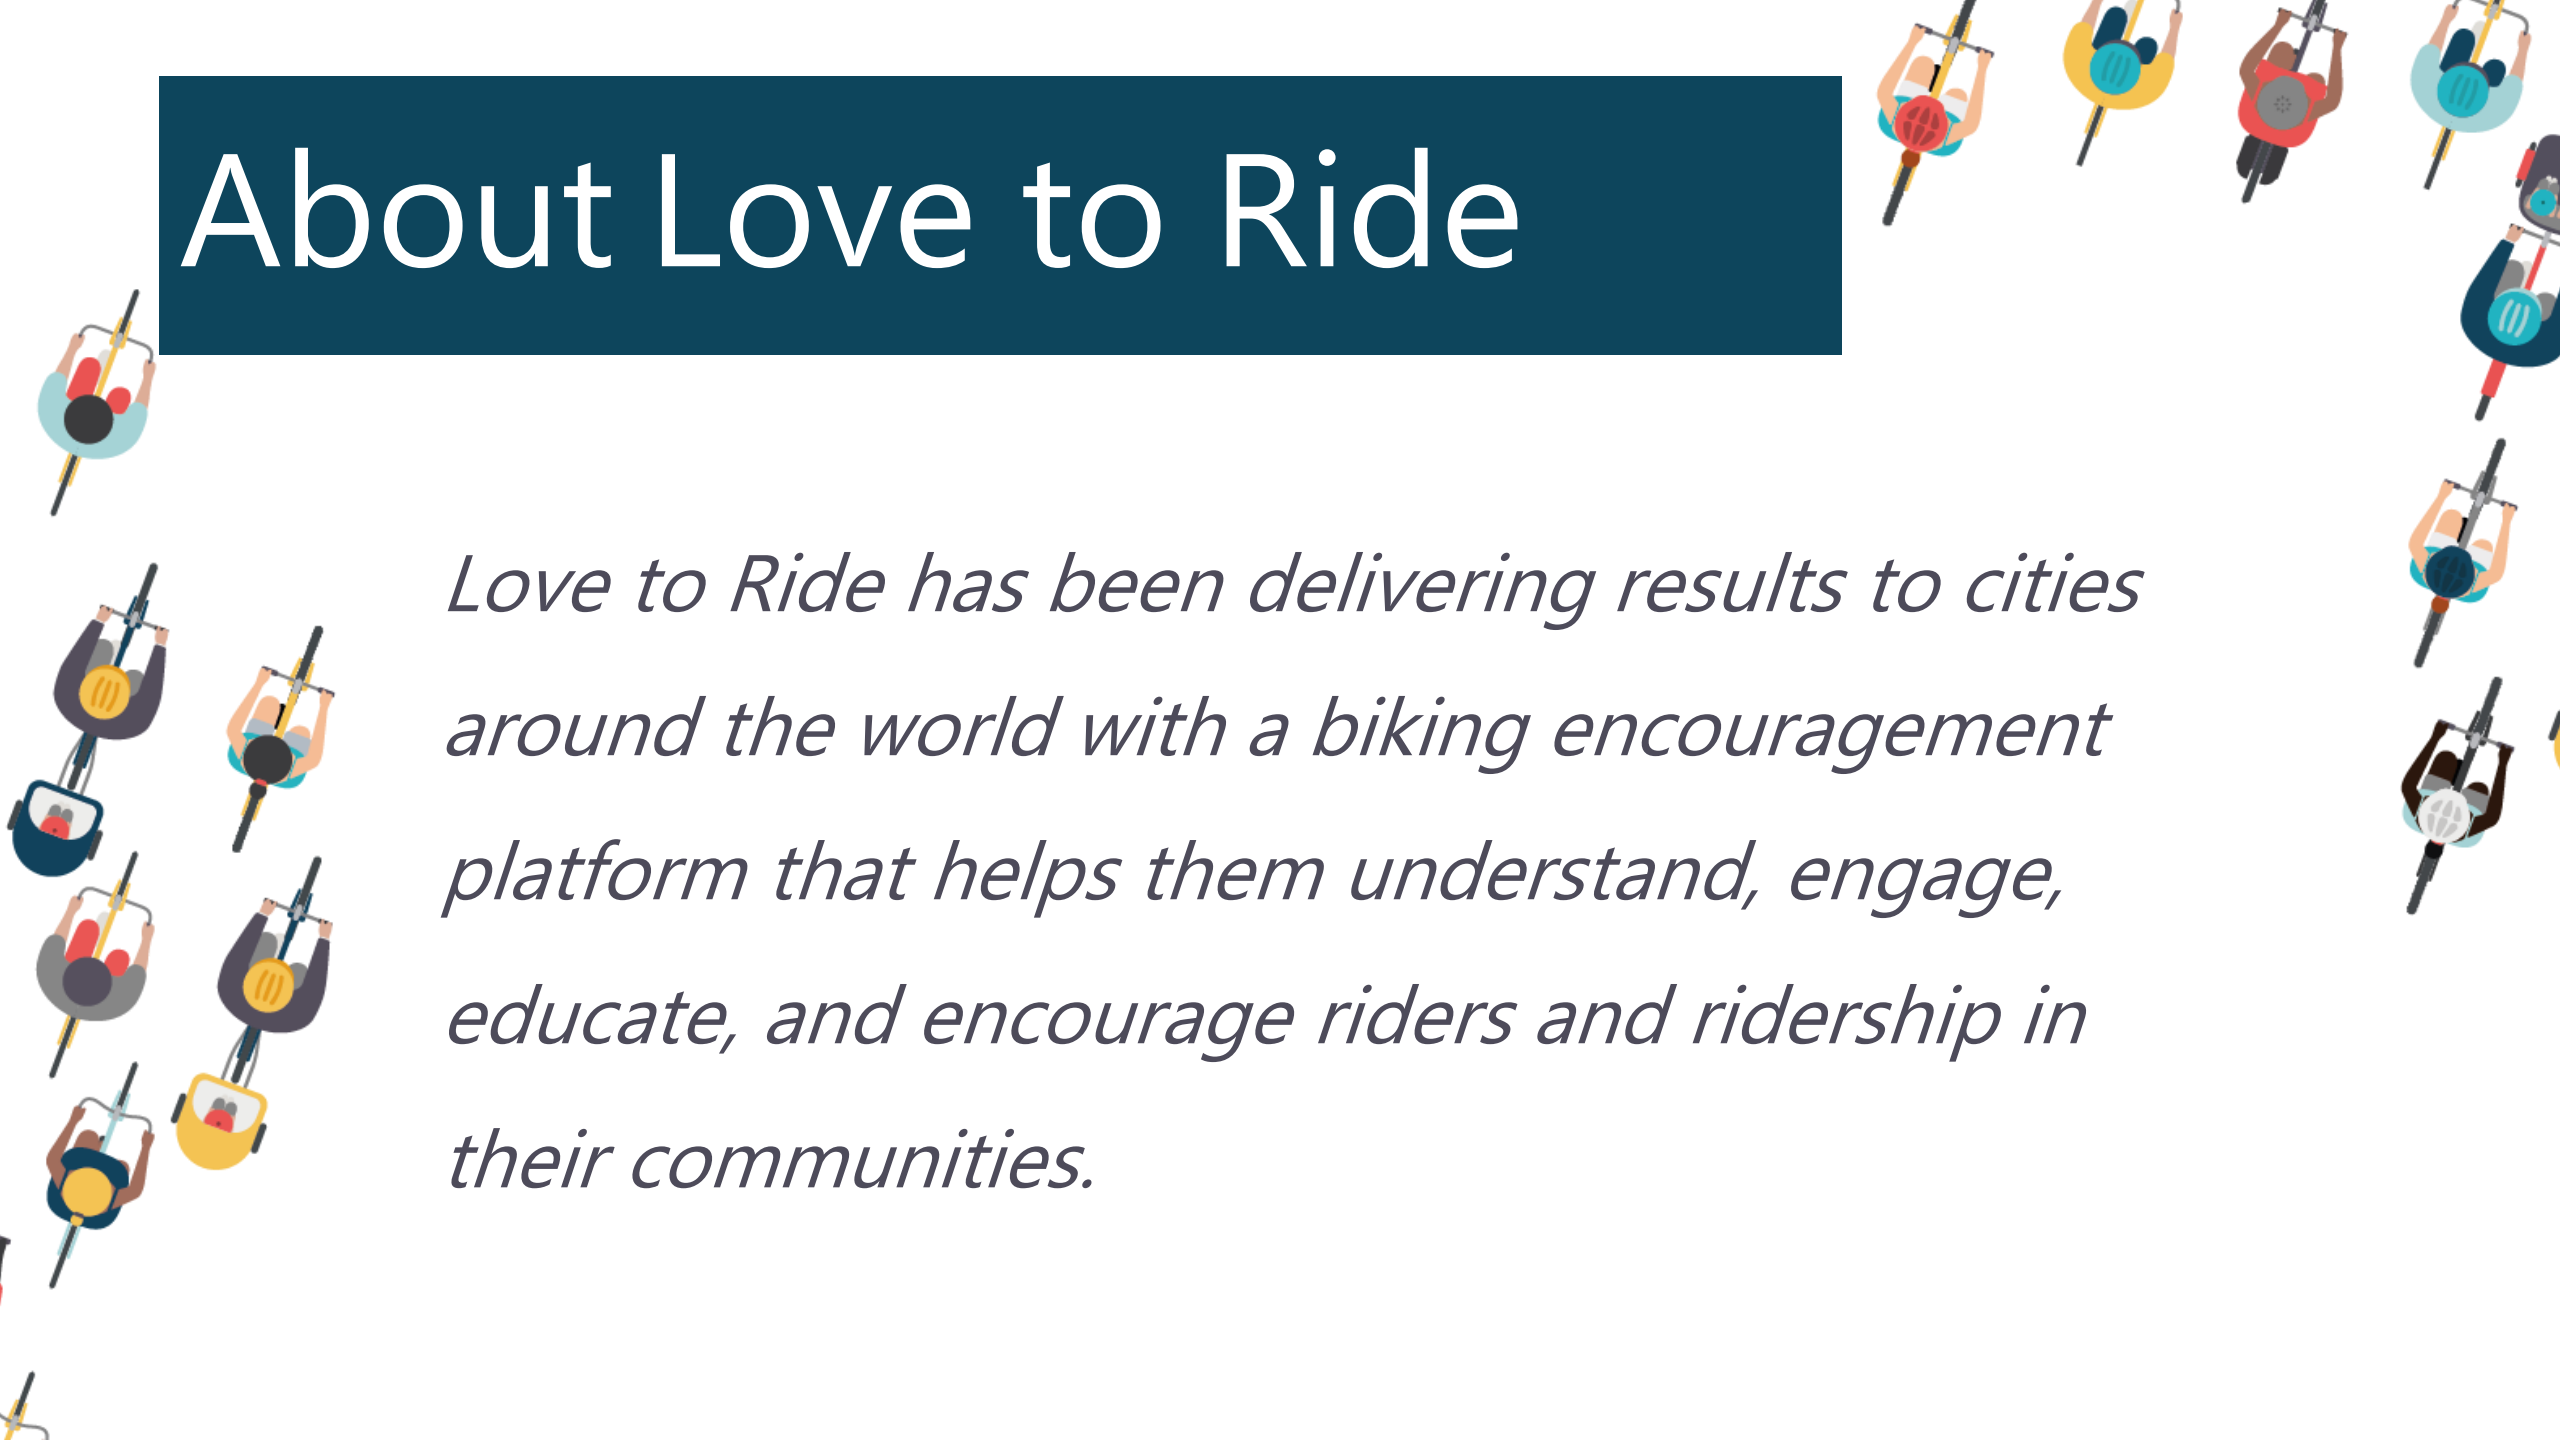 About Love to Ride
Love to Ride has been delivering results to cities
around the world with a biking encouragement
platform that helps them understand, engage,
educate, and encourage riders and ridership in
their communities.